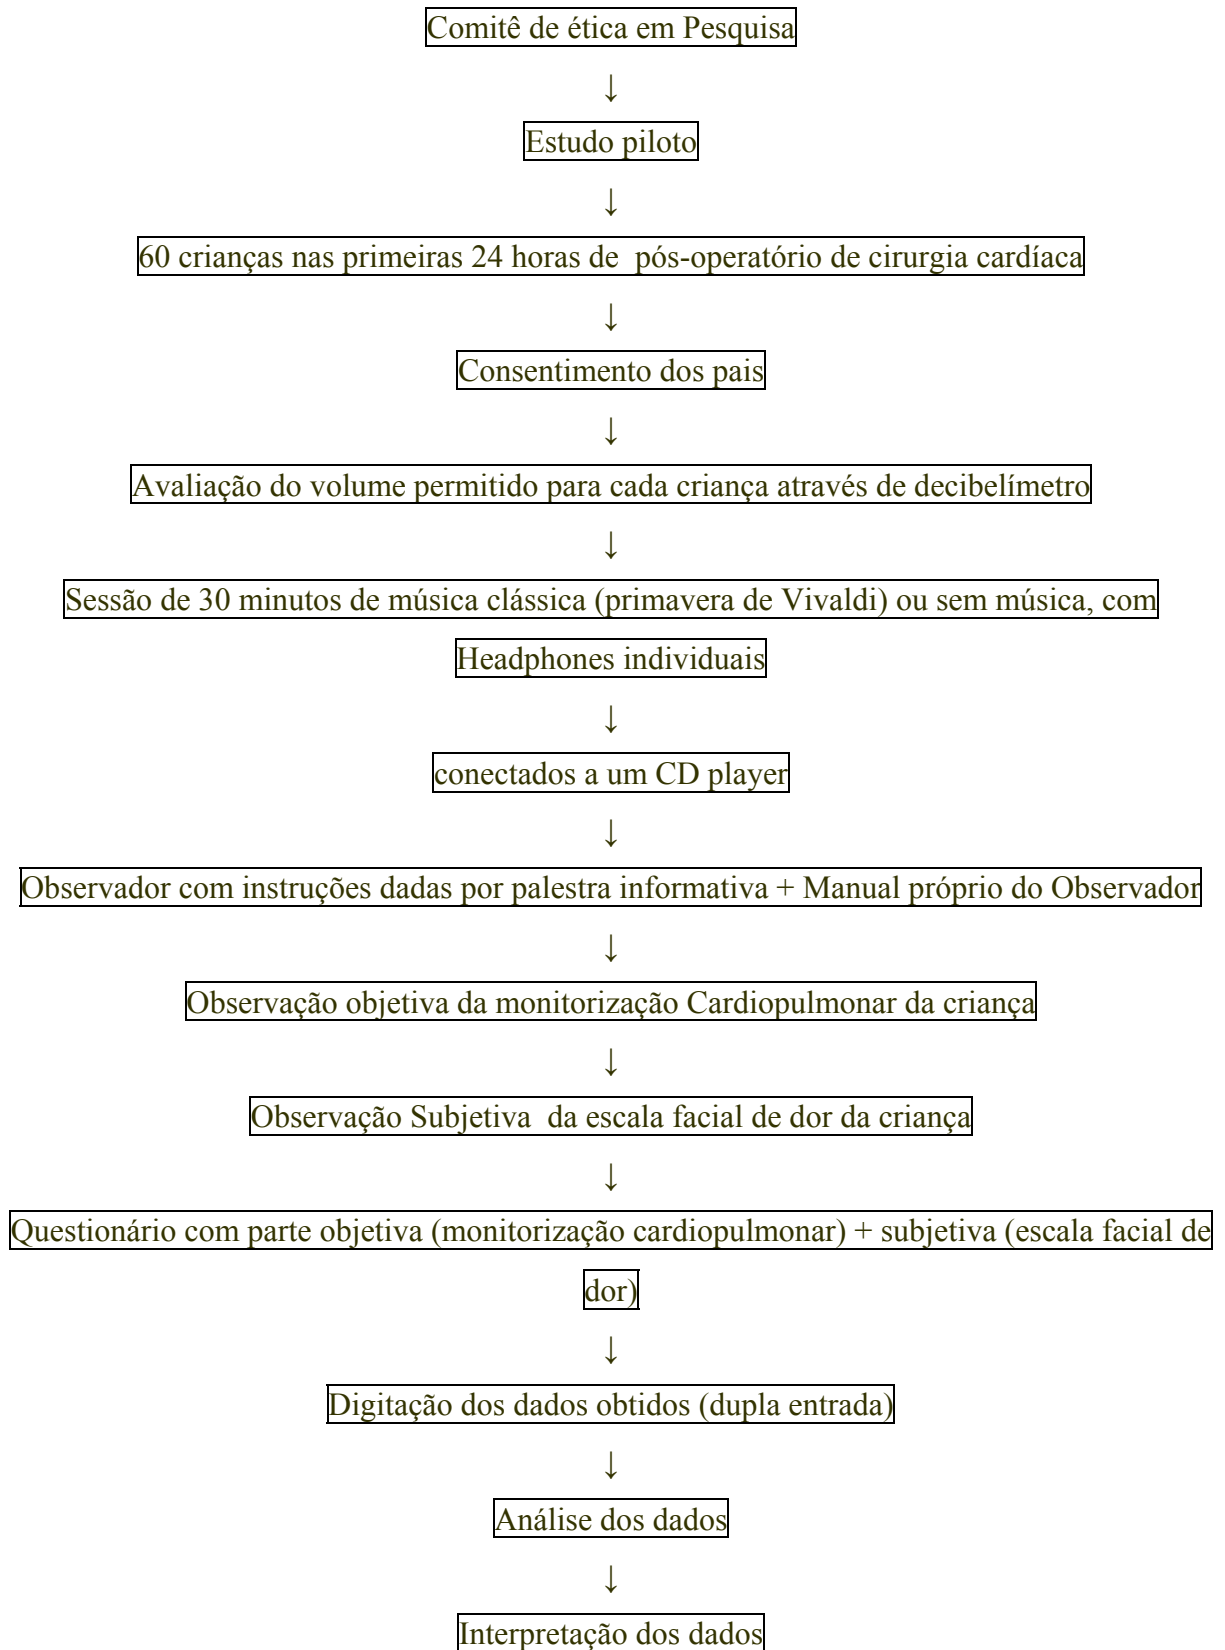 Comitê de ética em Pesquisa
↓
Estudo piloto
↓
60 crianças nas primeiras 24 horas de  pós-operatório de cirurgia cardíaca
↓
Consentimento dos pais
↓
Avaliação do volume permitido para cada criança através de decibelímetro
↓
Sessão de 30 minutos de música clássica (primavera de Vivaldi) ou sem música, com
Headphones individuais
↓
conectados a um CD player
↓
Observador com instruções dadas por palestra informativa + Manual próprio do Observador
↓
Observação objetiva da monitorização Cardiopulmonar da criança
↓
Observação Subjetiva  da escala facial de dor da criança
↓
Questionário com parte objetiva (monitorização cardiopulmonar) + subjetiva (escala facial de
dor)
↓
Digitação dos dados obtidos (dupla entrada)
↓
Análise dos dados
↓
Interpretação dos dados